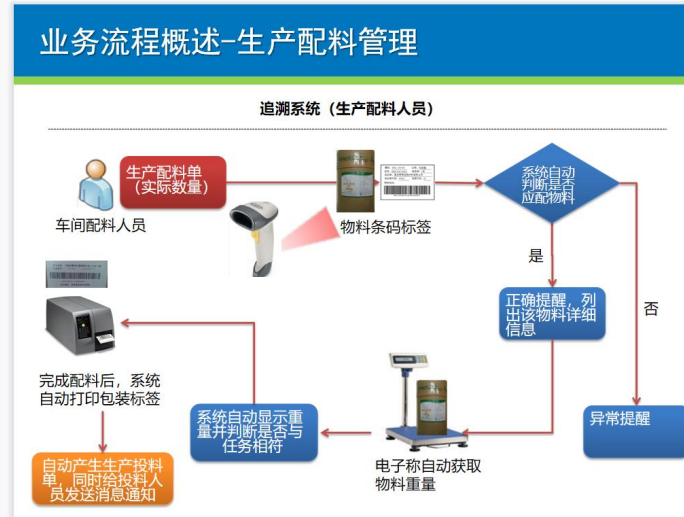 业务流程概述-生产配料管理
追溯系统（生产配料人员）
生产配料单
（实际数量）
车间配料人员
物料条码标签
系统自动
判断是否
应配物料
是
否
正确提醒，列
出该物料详细
信息
异常提醒
电子称自动获取
物料重量
系统自动显示重
量并判断是否与
任务相符
完成配料后，系统
自动打印包装标签
自动产生生产投料
单，同时给投料人
员发送消息通知